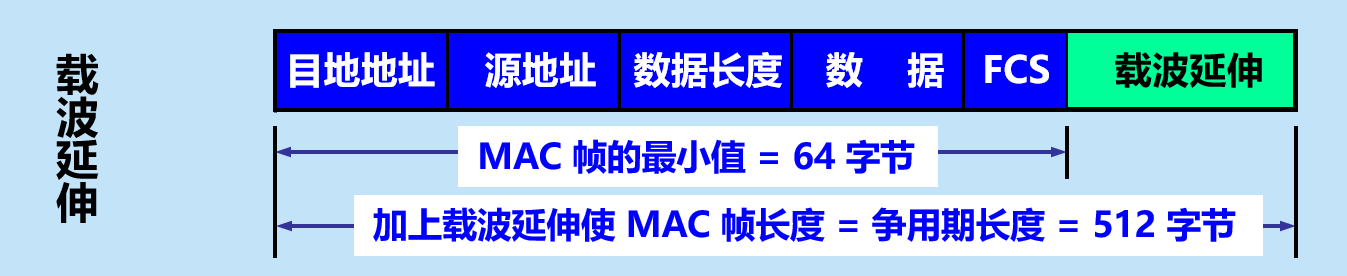 载波延伸
目地地址 源地址 数据长度 数 据 FCS 载波延伸
MAC 帧的最小值 = 64 字节
加上载波延伸使 MAC 帧长度 = 争用期长度 = 512 字节